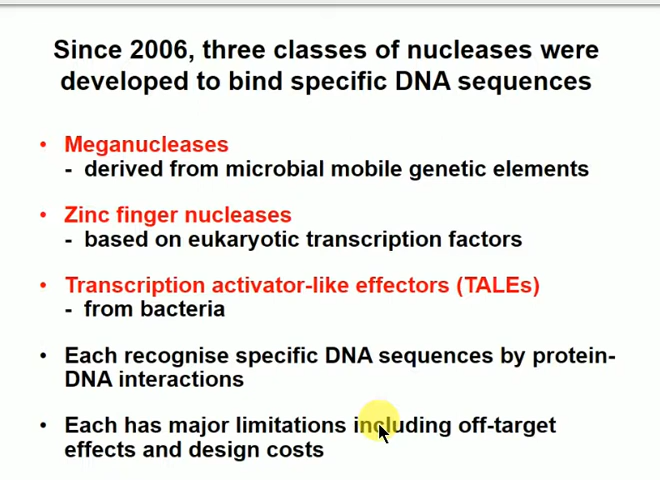 Since 2006, three classes of nucleases were
developed to bind specific DNA sequences
• Meganucleases
- derived from microbial mobile genetic elements
• Zinc finger nucleases
- based on eukaryotic transcription factors
• Transcription activator-like effectors (TALEs)
- from bacteria
• Each recognise specific DNA sequences by protein-
DNA interactions
• Each has major limitations including off-target
effects and design costs